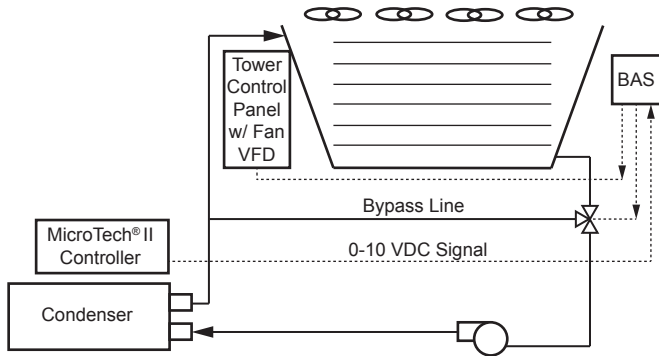 Tower
Control
Panel
w/ Fan
VFD
BAS
Bypass Line
MicroTech® II
Controller
0-10 VDC Signal
Condenser